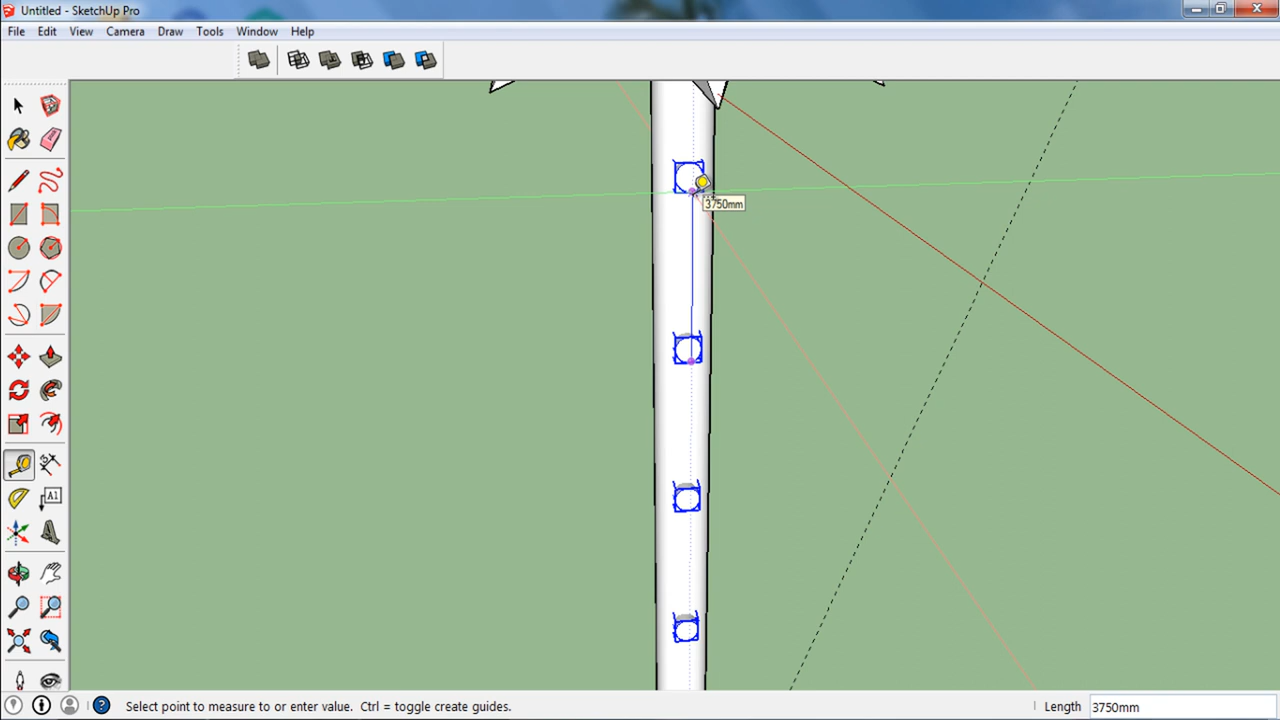 Untitled - SketchUp Pro
File Edit View Camera Draw Tools Window Help
3750mm
A1
Select point to measure to or enter value. Ctrl = toggle create guides.
Length 3750mm